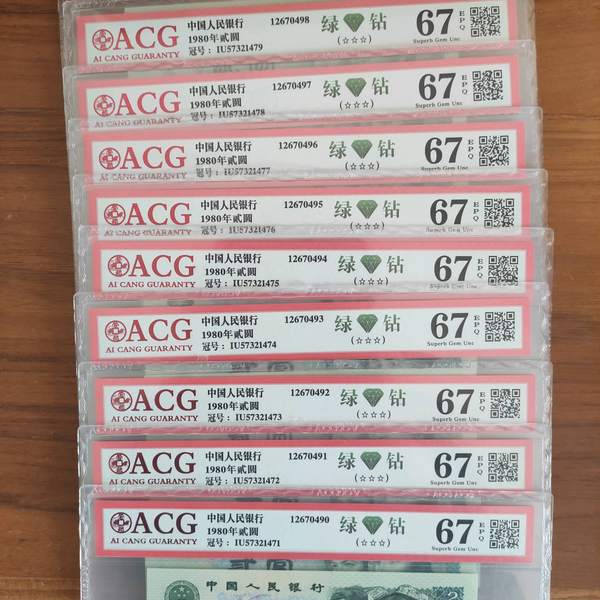 ACG
AI CANG GUARANTY
中国人民银行
1980年贰圆
冠号：IU57321479
12670498
绿 钻
(☆☆☆)
67 EPQ
Superb Gem Unc
ACG
AI CANG GUARANTY
中国人民银行
1980年贰圆
冠号：IU57321478
12670497
绿 钻
(☆☆☆)
67 EPQ
Superb Gem Unc
ACG
AI CANG GUARANTY
中国人民银行
1980年贰圆
冠号：IU57321477
12670496
绿 钻
(☆☆☆)
67 EPQ
Superb Gem Unc
ACG
AI CANG GUARANTY
中国人民银行
1980年贰圆
冠号：IU57321476
12670495
绿 钻
(☆☆☆)
67 EPQ
Superb Gem Unc
ACG
AI CANG GUARANTY
中国人民银行
1980年贰圆
冠号：IU57321475
12670494
绿 钻
(☆☆☆)
67 EPQ
Superb Gem Unc
ACG
AI CANG GUARANTY
中国人民银行
1980年贰圆
冠号：IU57321474
12670493
绿 钻
(☆☆☆)
67 EPQ
Superb Gem Unc
ACG
AI CANG GUARANTY
中国人民银行
1980年贰圆
冠号：IU57321473
12670492
绿 钻
(☆☆☆)
67 EPQ
Superb Gem Unc
ACG
AI CANG GUARANTY
中国人民银行
1980年贰圆
冠号：IU57321472
12670491
绿 钻
(☆☆☆)
67 EPQ
Superb Gem Unc
ACG
AI CANG GUARANTY
中国人民银行
1980年贰圆
冠号：IU57321471
12670490
绿 钻
(☆☆☆)
67 EPQ
Superb Gem Unc
贰圆
中国人民银行
2